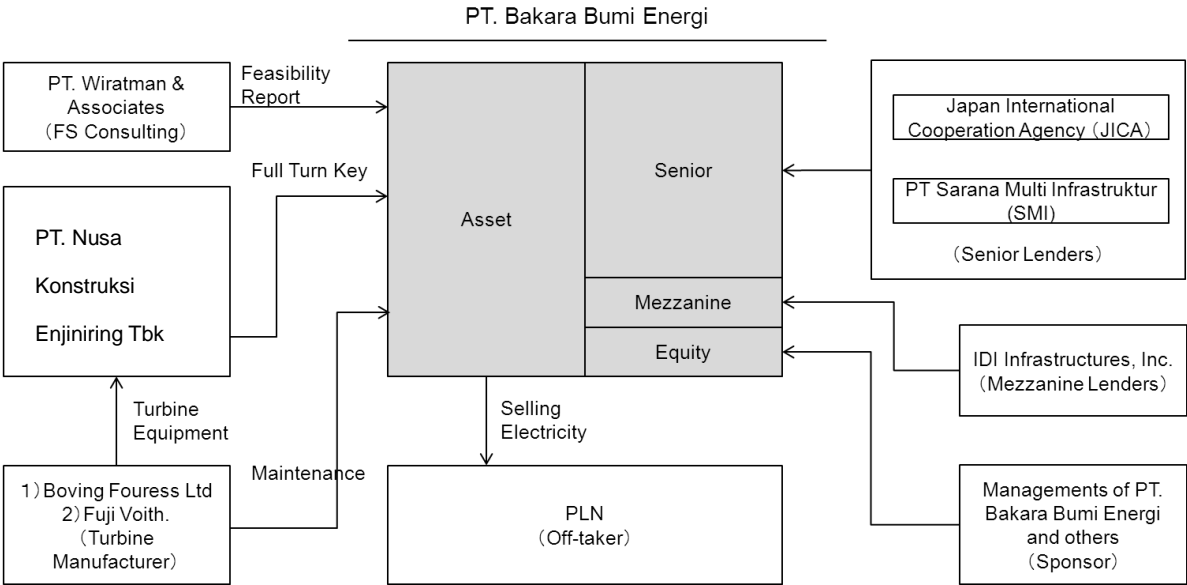 PT. Bakara Bumi Energi
PT. Wiratman &
Associates
（FS Consulting）
Feasibility
Report
Full Turn Key
PT. Nusa
Konstruksi
Enjiniring Tbk
Turbine
Equipment
Maintenance
1）Boving Fouress Ltd
2）Fuji Voith.
（Turbine
Manufacturer）
Asset
Senior
Mezzanine
Equity
Selling
Electricity
PLN
（Off-taker）
Japan International
Cooperation Agency（JICA）
PT Sarana Multi Infrastruktur
（SMI）
（Senior Lenders）
IDI Infrastructures, Inc.
（Mezzanine Lenders）
Managements of PT.
Bakara Bumi Energi
and others
（Sponsor）